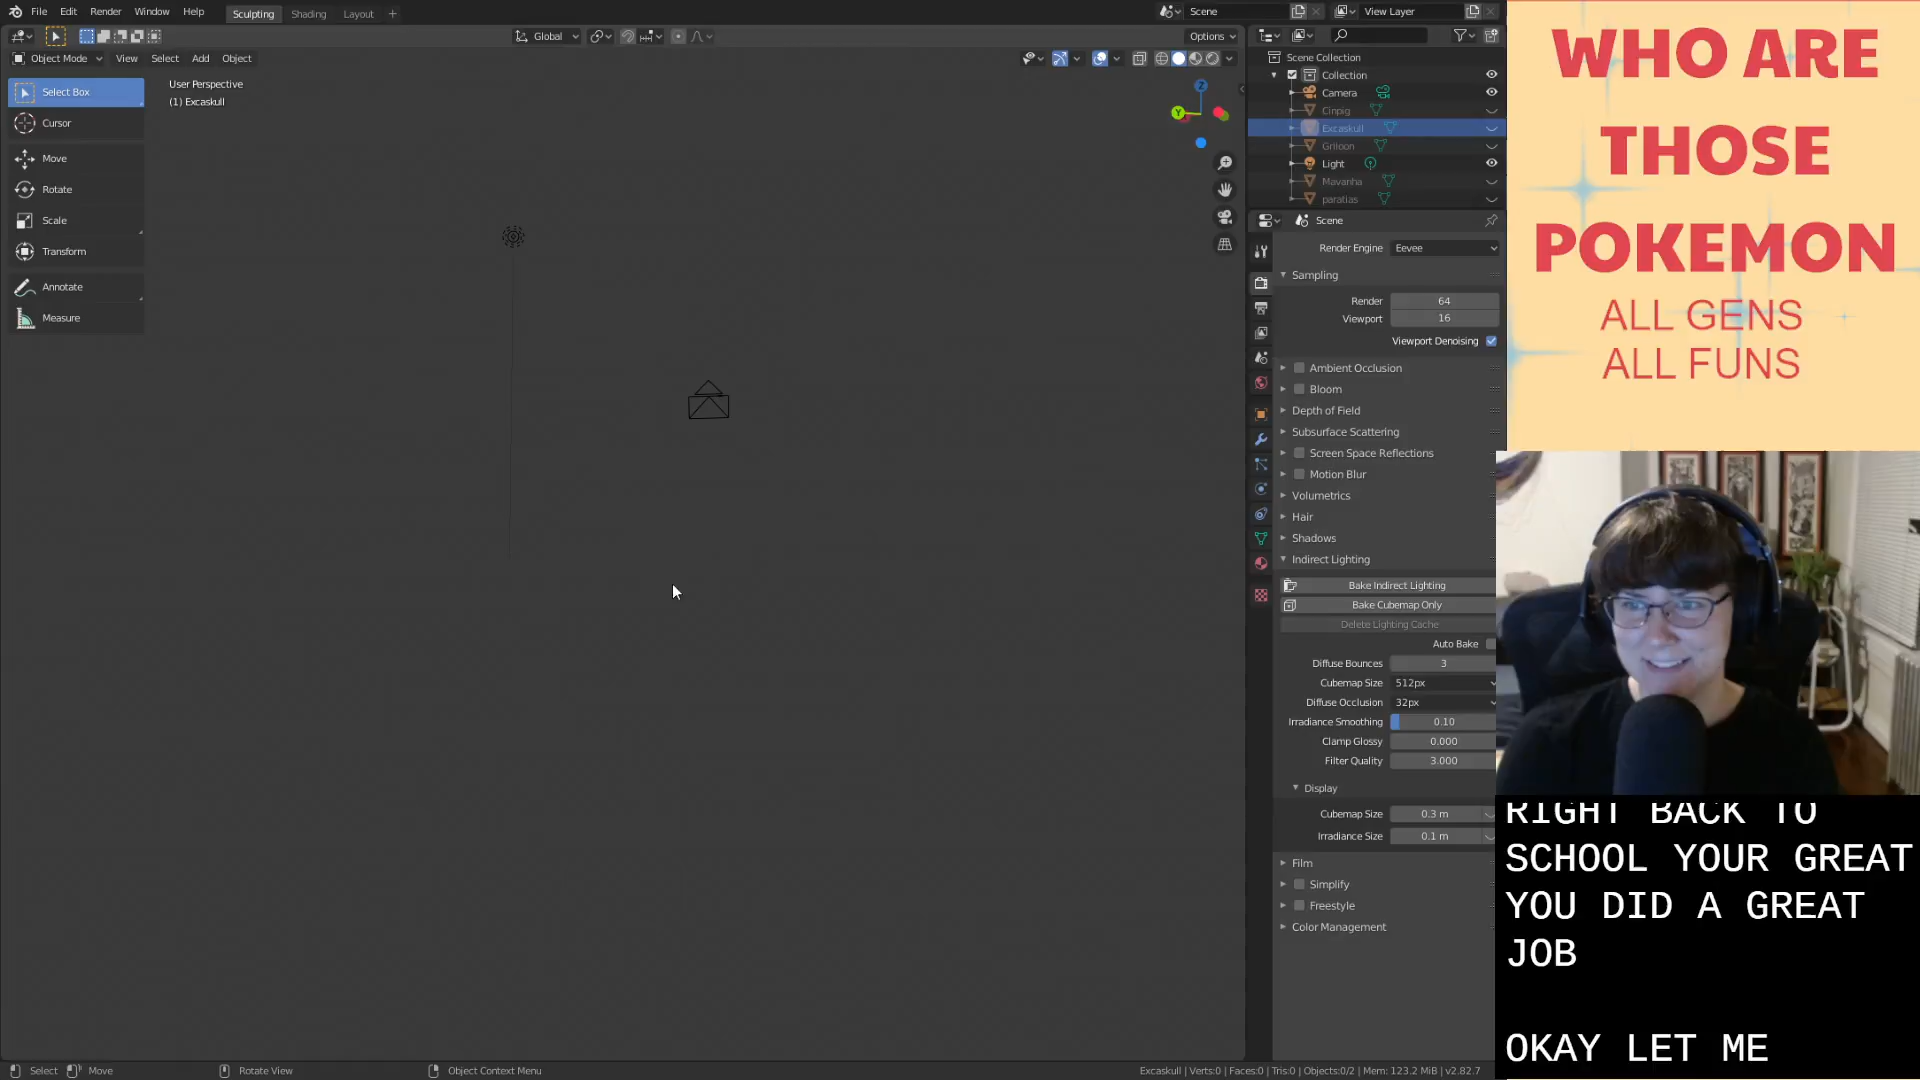 File Edit Render Window Help
Sculpting Shading Layout +
Scene
View Layer
Global
Options
Object Mode View Select Add Object
Select Box
Cursor
Move
Rotate
Scale
Transform
Annotate
Measure
User Perspective
(1) Excaskull
Z
Y
Scene Collection
Collection
Camera
Cinpig
Excaskull
Griloon
Light
Mavanha
paratias
Scene
Render Engine Eevee
Sampling
Render 64
Viewport 16
Viewport Denoising
Ambient Occlusion
Bloom
Depth of Field
Subsurface Scattering
Screen Space Reflections
Motion Blur
Volumetrics
Hair
Shadows
Indirect Lighting
Bake Indirect Lighting
Bake Cubemap Only
Delete Lighting Cache
Auto Bake
Diffuse Bounces 3
Cubemap Size 512px
Diffuse Occlusion 32px
Irradiance Smoothing 0.10
Clamp Glossy 0.000
Filter Quality 3.000
Display
Cubemap Size 0.3 m
Irradiance Size 0.1 m
Film
Simplify
Freestyle
Color Management
Select Move Rotate View Object Context Menu
Excaskull | Verts:0 | Faces:0 | Tris:0 | Objects:0/2 | Mem: 123.2 MiB | v2.82.7
WHO ARE
THOSE
POKEMON
ALL GENS
ALL FUNS
RIGHT BACK TO
SCHOOL YOUR GREAT
YOU DID A GREAT
JOB
OKAY LET ME